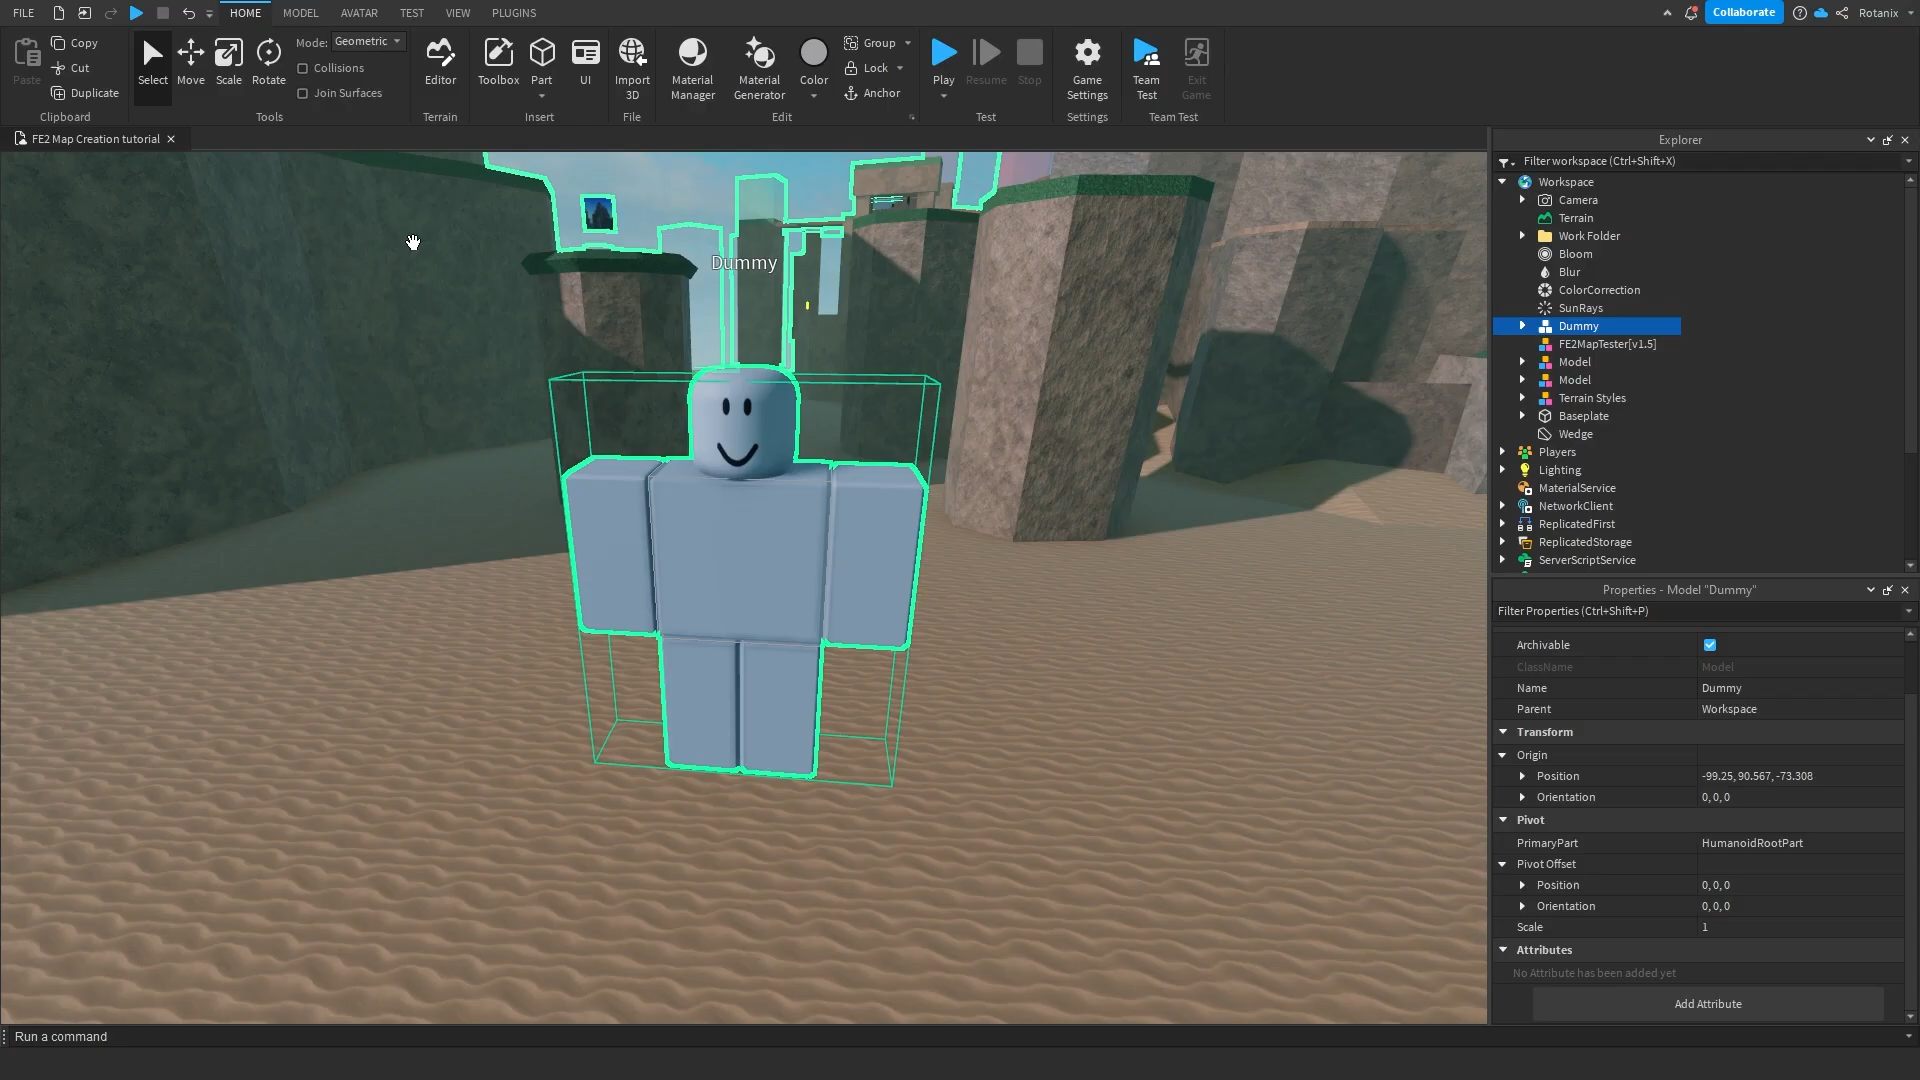 FILE HOME MODEL AVATAR TEST VIEW PLUGINS Collaborate Rotanix
Paste
Copy
Cut
Duplicate
Clipboard
Select Move Scale Rotate
Mode: Geometric
Collisions
Join Surfaces
Tools
Editor
Terrain
Toolbox Part UI
Insert
Import
3D
File
Material
Manager
Material
Generator
Color
Group
Lock
Anchor
Edit
Play Resume Stop
Test
Game
Settings
Settings
Team
Test
Exit
Game
Team Test
FE2 Map Creation tutorial
Dummy
Explorer
Filter workspace (Ctrl+Shift+X)
Workspace
Camera
Terrain
Work Folder
Bloom
Blur
ColorCorrection
SunRays
Dummy
FE2MapTester[v1.5]
Model
Model
Terrain Styles
Baseplate
Wedge
Players
Lighting
MaterialService
NetworkClient
ReplicatedFirst
ReplicatedStorage
ServerScriptService
Properties - Model "Dummy"
Filter Properties (Ctrl+Shift+P)
Archivable
ClassName Model
Name Dummy
Parent Workspace
Transform
Origin
Position -99.25, 90.567, -73.308
Orientation 0, 0, 0
Pivot
PrimaryPart HumanoidRootPart
Pivot Offset
Position 0, 0, 0
Orientation 0, 0, 0
Scale 1
Attributes
No Attribute has been added yet
Add Attribute
Run a command